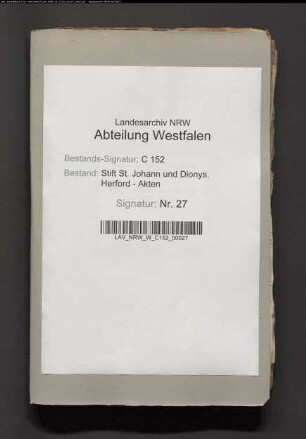 Landesarchiv NRW
Abteilung Westfalen
Bestands-Signatur: C 152
Bestand: Stift St. Johann und Dionys,
Herford - Akten
Signatur: Nr. 27
LAV_NRW_W_C152_00027